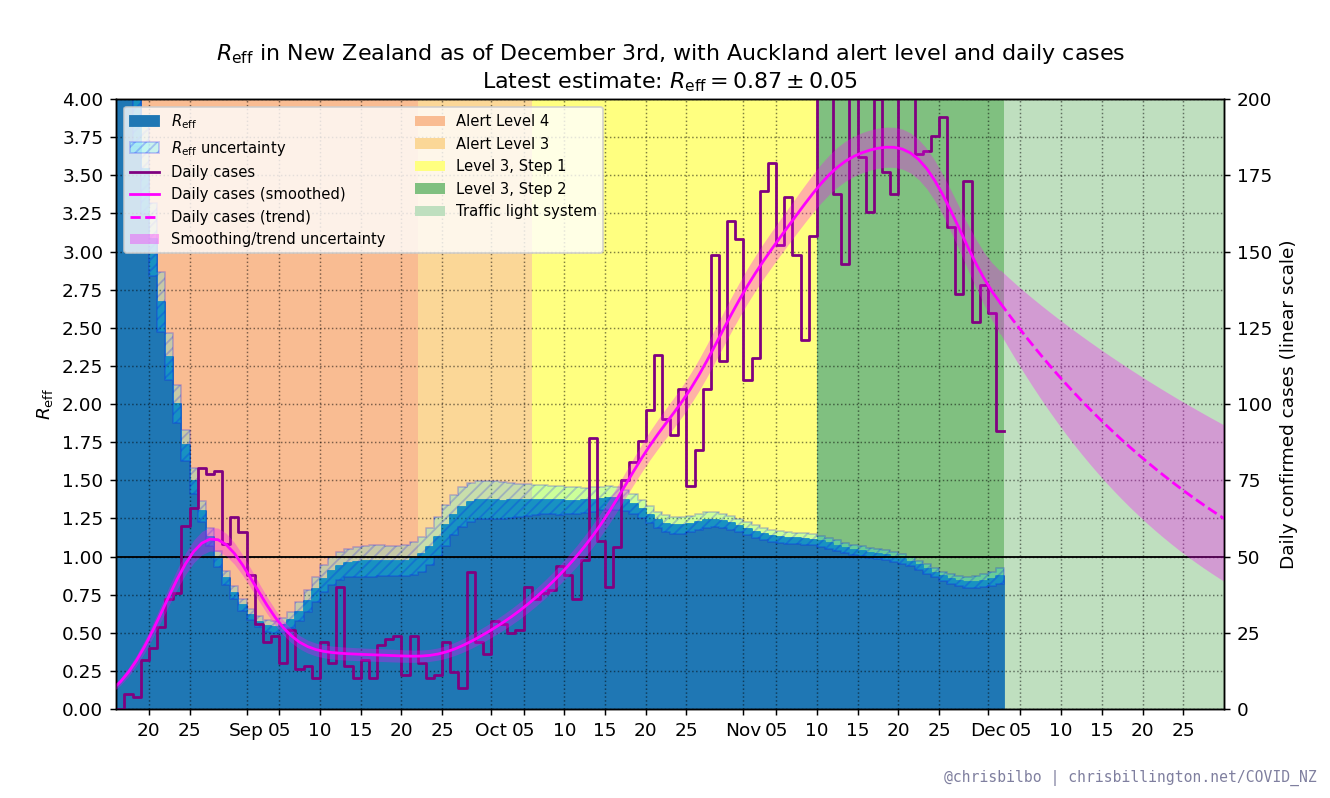 Reff in New Zealand as of December 3rd, with Auckland alert level and daily cases
Latest estimate: Reff = 0.87 ± 0.05
Reff
Reff uncertainty
Daily cases
Daily cases (smoothed)
Daily cases (trend)
Smoothing/trend uncertainty
Alert Level 4
Alert Level 3
Level 3, Step 1
Level 3, Step 2
Traffic light system
Reff
4.00
3.75
3.50
3.25
3.00
2.75
2.50
2.25
2.00
1.75
1.50
1.25
1.00
0.75
0.50
0.25
0.00
200
175
150
125
100
75
50
25
0
Daily confirmed cases (linear scale)
20 25 Sep 05 10 15 20 25 Oct 05 10 15 20 25 Nov 05 10 15 20 25 Dec 05 10 15 20 25
@chrisbilbo | chrisbillington.net/COVID_NZ